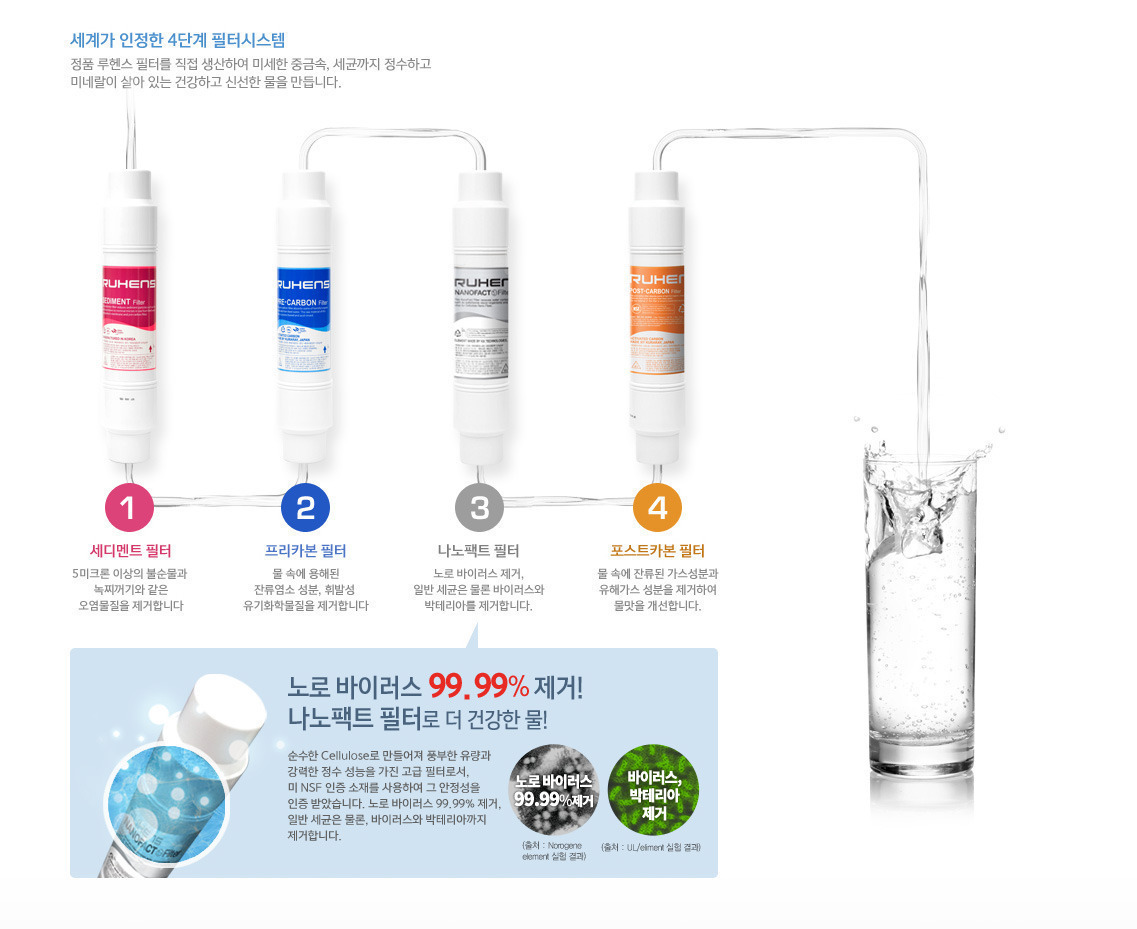 세계가 인정한 4단계 필터시스템
정품 루헨스 필터를 직접 생산하여 미세한 중금속, 세균까지 정수하고
미네랄이 살아 있는 건강하고 신선한 물을 만듭니다.
RUHENS
SEDIMENT Filter
RUHENS
RE-CARBON Filter
RUHENS
NANOFACT Filter
RUHENS
POST-CARBON Filter
1
2
3
4
세디멘트 필터
5미크론 이상의 불순물과
녹찌꺼기와 같은
오염물질을 제거합니다
프리카본 필터
물 속에 용해된
잔류염소 성분, 휘발성
유기화학물질을 제거합니다
나노팩트 필터
노로 바이러스 제거,
일반 세균은 물론 바이러스와
박테리아를 제거합니다.
포스트카본 필터
물 속에 잔류된 가스성분과
유해가스 성분을 제거하여
물맛을 개선합니다.
노로 바이러스 99.99% 제거!
나노팩트 필터로 더 건강한 물!
순수한 Cellulose로 만들어져 풍부한 유량과
강력한 정수 성능을 가진 고급 필터로서,
미 NSF 인증 소재를 사용하여 그 안정성을
인증 받았습니다. 노로 바이러스 99.99% 제거,
일반 세균은 물론, 바이러스와 박테리아까지
제거합니다.
NANOFACT Filter
노로 바이러스
99.99%제거
(출처 : Norogene
element 실험 결과)
바이러스,
박테리아
제거
(출처 : UL/eliment 실험 결과)